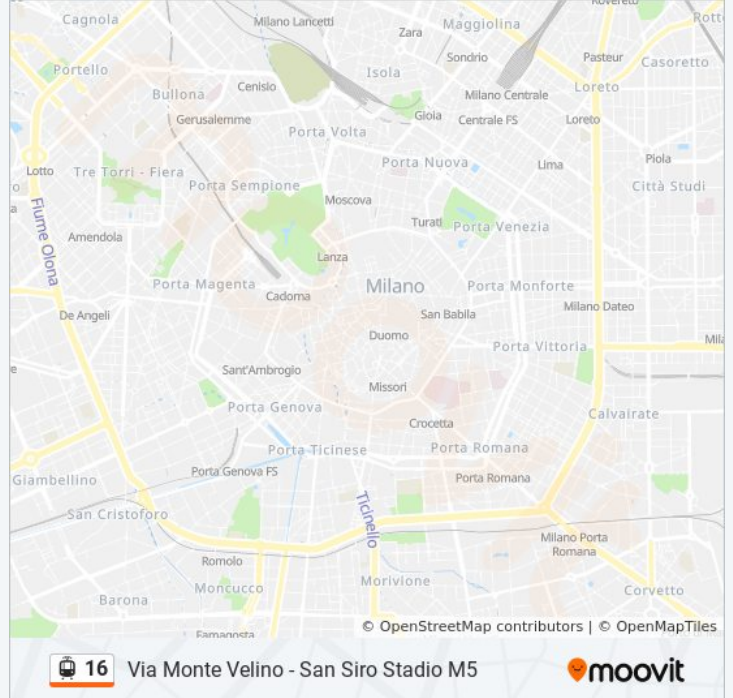 Rovereto
Cagnola
Milano Lancetti
Maggiolina
Rott
Zara
Sondrio
Pasteur
Casoretto
Portello
Isola
Cenisio
Loreto
Bullona
Milano Centrale
Gerusalemme
Gioia
Centrale FS
Loreto
Porta Volta
Piola
Lotto
Tre Torri - Fiera
Porta Nuova
Lima
o
Porta Sempione
Città Studi
Moscova
a
Fiume Olona
Turati
Porta Venezia
Amendola
Lanza
Porta Magenta
Milano
Porta Monforte
Cadorna
De Angeli
San Babila
Milano Dateo
Duomo
Mila
Porta Vittoria
e
Sant'Ambrogio
Missori
Porta Genova
Calvairate
Crocetta
Porta Ticinese
Porta Romana
Giambellino
Porta Genova FS
Porta Romana
San Cristoforo
Ticinello
Milano Porta
Romana
Romolo
Moncucco
Morivione
Corvetto
Barona
Famagosta
© OpenStreetMap contributors | © OpenMapTiles
16 Via Monte Velino - San Siro Stadio M5
moovit